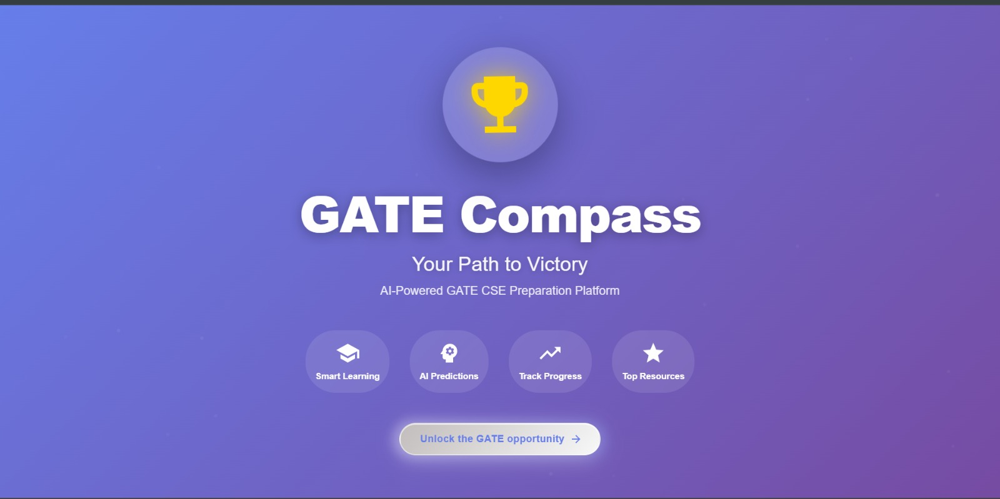 GATE Compass
Your Path to Victory
AI-Powered GATE CSE Preparation Platform
Smart Learning
AI Predictions
Track Progress
Top Resources
Unlock the GATE opportunity